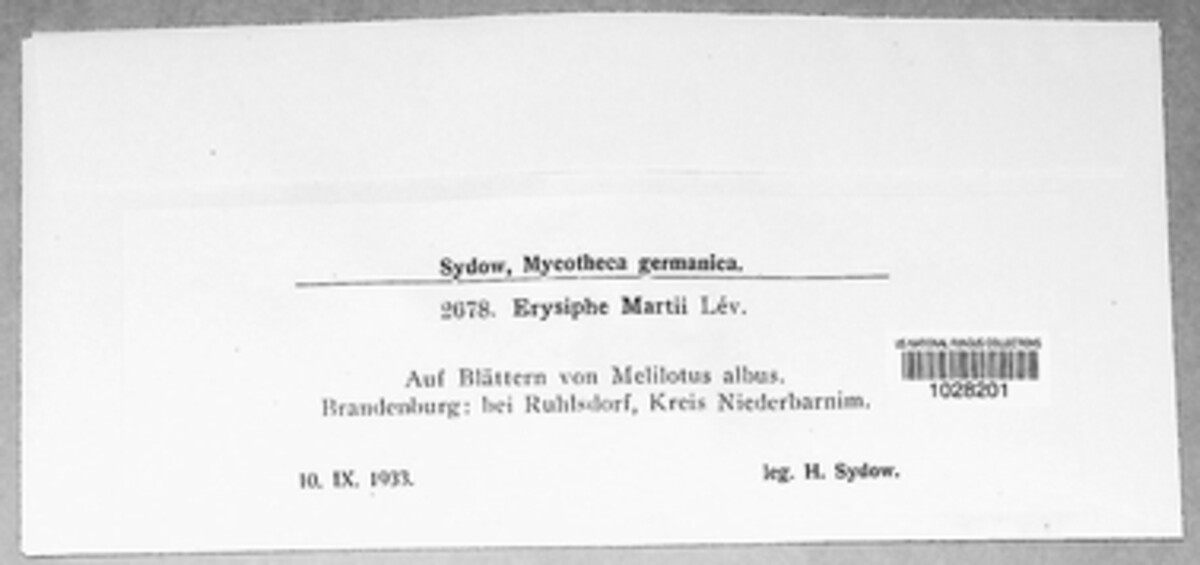 Sydow, Mycotheca germanica.
2678. Erysiphe Martii Lév.
US NATIONAL FUNGUS COLLECTIONS
1028201
Auf Blättern von Melilotus albus.
Brandenburg: bei Ruhlsdorf, Kreis Niederbarnim.
10. IX. 1933.
leg. H. Sydow.